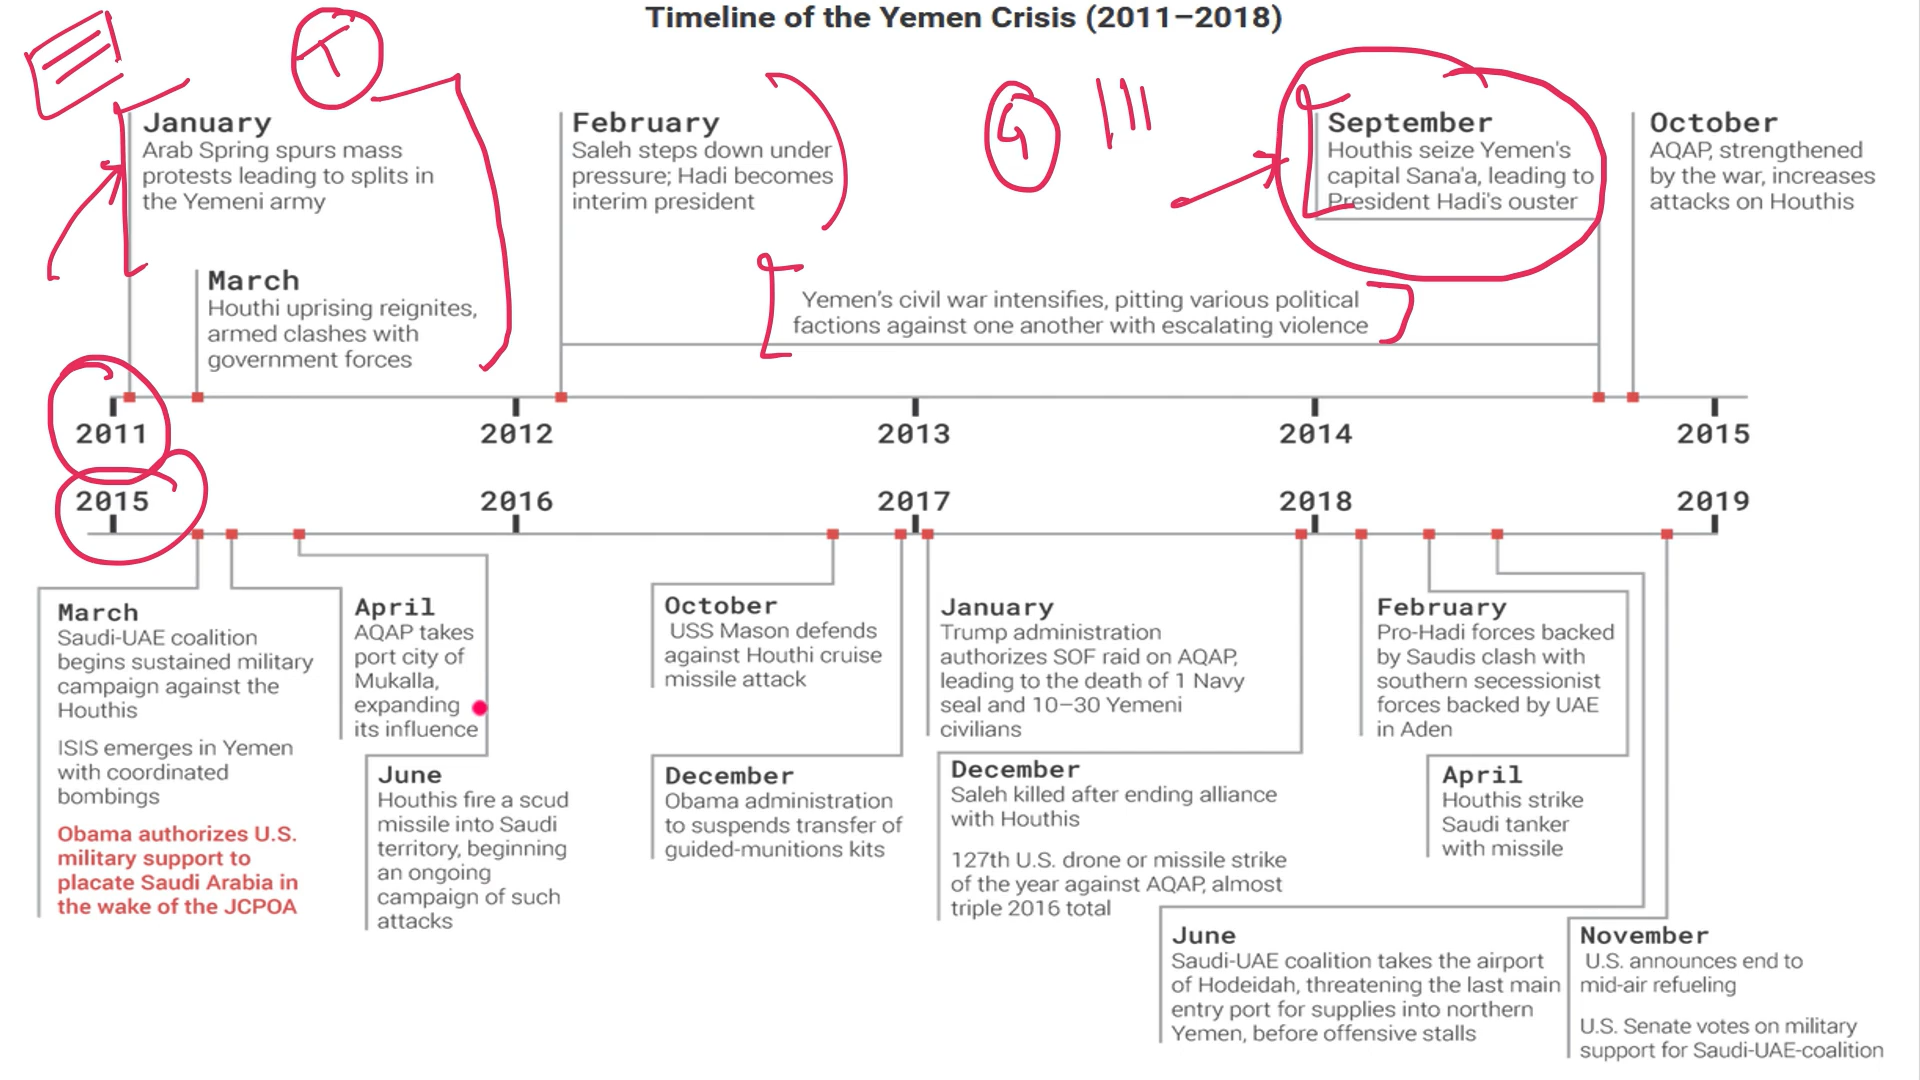 Timeline of the Yemen Crisis (2011–2018)
T
G
January
Arab Spring spurs mass
protests leading to splits in
the Yemeni army
March
Houthi uprising reignites,
armed clashes with
government forces
February
Saleh steps down under
pressure; Hadi becomes
interim president
Yemen's civil war intensifies, pitting various political
factions against one another with escalating violence
September
Houthis seize Yemen's
capital Sana'a, leading to
President Hadi's ouster
October
AQAP, strengthened
by the war, increases
attacks on Houthis
2011 2012 2013 2014 2015
2015 2016 2017 2018 2019
March
Saudi-UAE coalition
begins sustained military
campaign against the
Houthis
ISIS emerges in Yemen
with coordinated
bombings
Obama authorizes U.S.
military support to
placate Saudi Arabia in
the wake of the JCPOA
April
AQAP takes
port city of
Mukalla,
expanding
its influence
June
Houthis fire a scud
missile into Saudi
territory, beginning
an ongoing
campaign of such
attacks
October
USS Mason defends
against Houthi cruise
missile attack
December
Obama administration
to suspends transfer of
guided-munitions kits
January
Trump administration
authorizes SOF raid on AQAP,
leading to the death of 1 Navy
seal and 10–30 Yemeni
civilians
December
Saleh killed after ending alliance
with Houthis
127th U.S. drone or missile strike
of the year against AQAP, almost
triple 2016 total
February
Pro-Hadi forces backed
by Saudis clash with
southern secessionist
forces backed by UAE
in Aden
April
Houthis strike
Saudi tanker
with missile
June
Saudi-UAE coalition takes the airport
of Hodeidah, threatening the last main
entry port for supplies into northern
Yemen, before offensive stalls
November
U.S. announces end to
mid-air refueling
U.S. Senate votes on military
support for Saudi-UAE-coalition